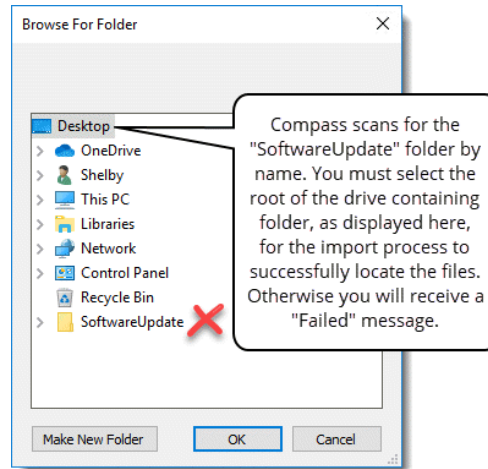 Browse For Folder
Desktop
OneDrive
Shelby
This PC
Libraries
Network
Control Panel
Recycle Bin
SoftwareUpdate
Compass scans for the
"SoftwareUpdate" folder by
name. You must select the
root of the drive containing
folder, as displayed here,
for the import process to
successfully locate the files.
Otherwise you will receive a
"Failed" message.
Make New Folder
OK
Cancel